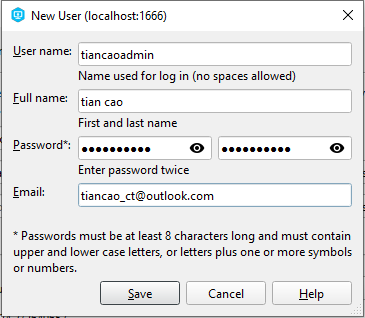 New User (localhost:1666)
User name: tiancaoadmin
Name used for log in (no spaces allowed)
Full name: tian cao
First and last name
Password*: ●●●●●●●●●● ●●●●●●●●●●
Enter password twice
Email: tiancao_ct@outlook.com
* Passwords must be at least 8 characters long and must contain
upper and lower case letters, or letters plus one or more symbols
or numbers.
Save Cancel Help